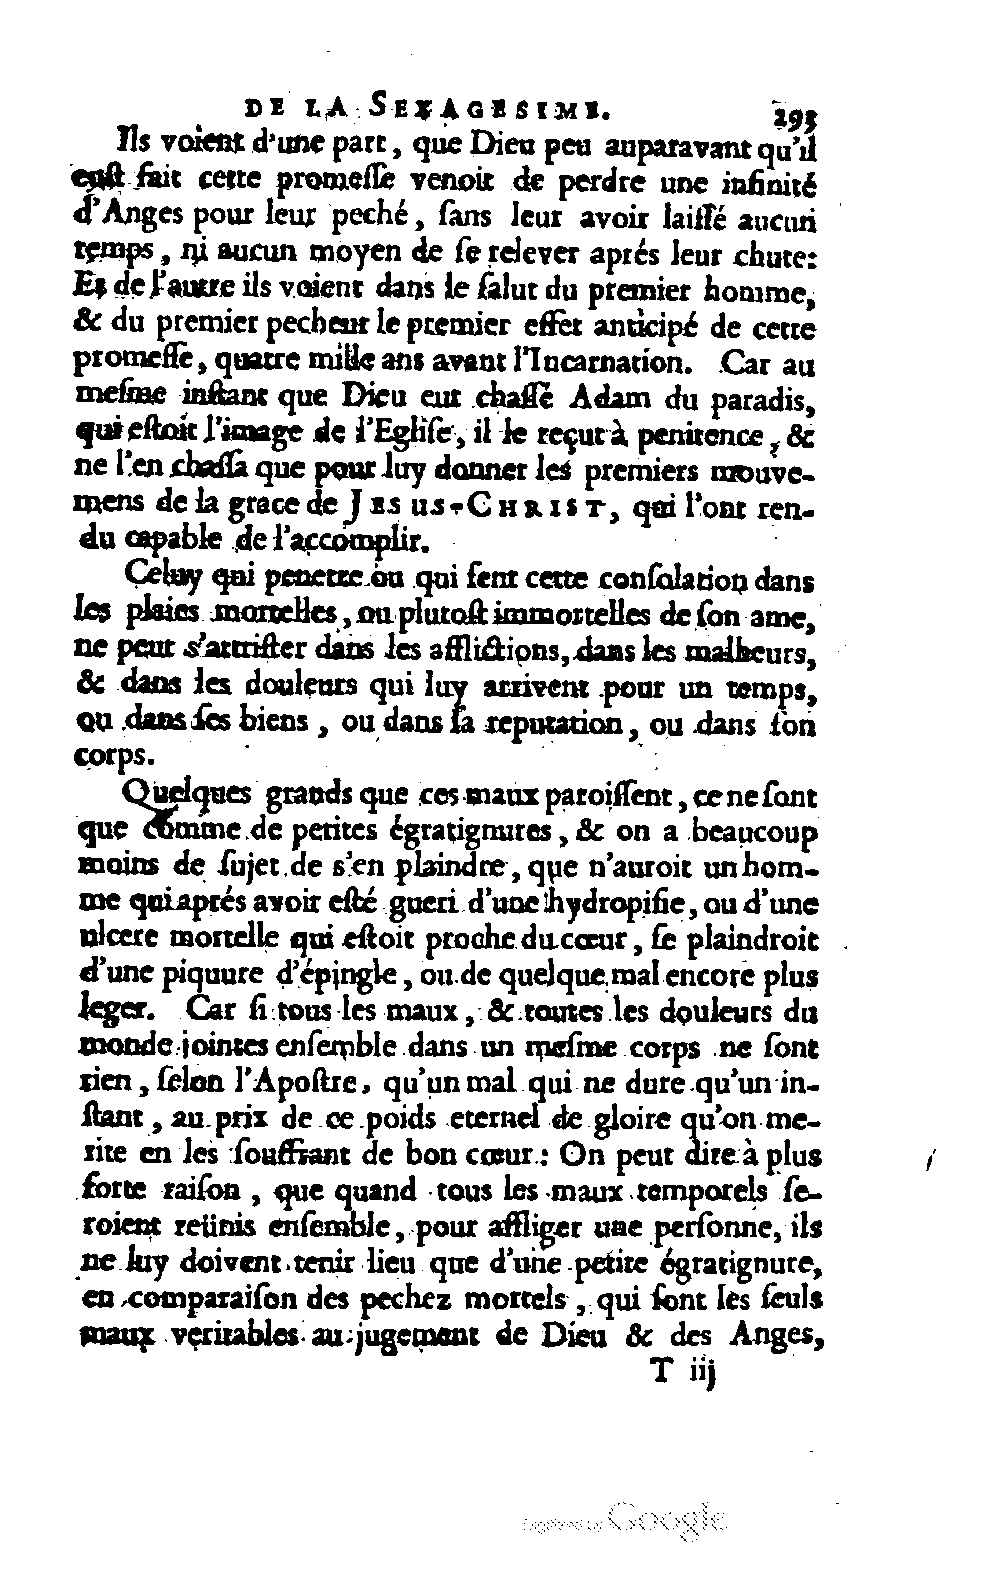 DE LA SEXAGESIME. 293
Ils voient d'une part, que Dieu peu auparavant qu'il
euſt fait cette promeſſe venoit de perdre une infinité
d'Anges pour leur peché, ſans leur avoir laiſſé aucun
temps, ni aucun moyen de ſe relever aprés leur chute:
Et de l'autre ils voient dans le ſalut du premier homme,
& du premier pecheur le premier effet anticipé de cette
promeſſe, quatre mille ans avant l'Incarnation. Car au
meſme inſtant que Dieu eut chaſſé Adam du paradis,
qui eſtoit l'image de l'Egliſe, il le reçut à penitence, &
ne l'en chaſſa que pour luy donner les premiers mouve-
mens de la grace de JESUS-CHRIST, qui l'ont ren-
du capable de l'accomplir.
Celuy qui penetre ou qui ſent cette conſolation dans
les plaies mortelles, ou plutoſt immortelles de ſon ame,
ne peut s'attriſter dans les afflictions, dans les malheurs,
& dans les douleurs qui luy arrivent pour un temps,
ou dans ſes biens, ou dans ſa reputation, ou dans ſon
corps.
Quelques grands que ces maux paroiſſent, ce ne ſont
que comme de petites égratignures, & on a beaucoup
moins de ſujet de s'en plaindre, que n'auroit un hom-
me qui aprés avoir eſté gueri d'une hydropiſie, ou d'une
ulcere mortelle qui eſtoit proche du cœur, ſe plaindroit
d'une piquure d'épingle, ou de quelque mal encore plus
leger. Car ſi tous les maux, & toutes les douleurs du
monde jointes enſemble dans un meſme corps ne ſont
rien, ſelon l'Apoſtre, qu'un mal qui ne dure qu'un in-
ſtant, au prix de ce poids eternel de gloire qu'on me-
rite en les ſouffrant de bon cœur: On peut dire à plus
forte raiſon, que quand tous les maux temporels ſe-
roient reünis enſemble, pour affliger une perſonne, ils
ne luy doivent tenir lieu que d'une petite égratignure,
en comparaiſon des pechez mortels, qui ſont les ſeuls
maux veritables au jugement de Dieu & des Anges,
T iij
Digitized by Google